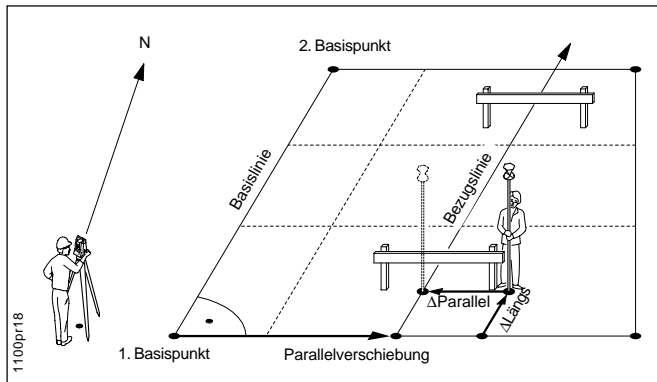 N
2. Basispunkt
Basislinie
Bezugslinie
ΔParallel
ΔLängs
1. Basispunkt
Parallelverschiebung
1100pr18